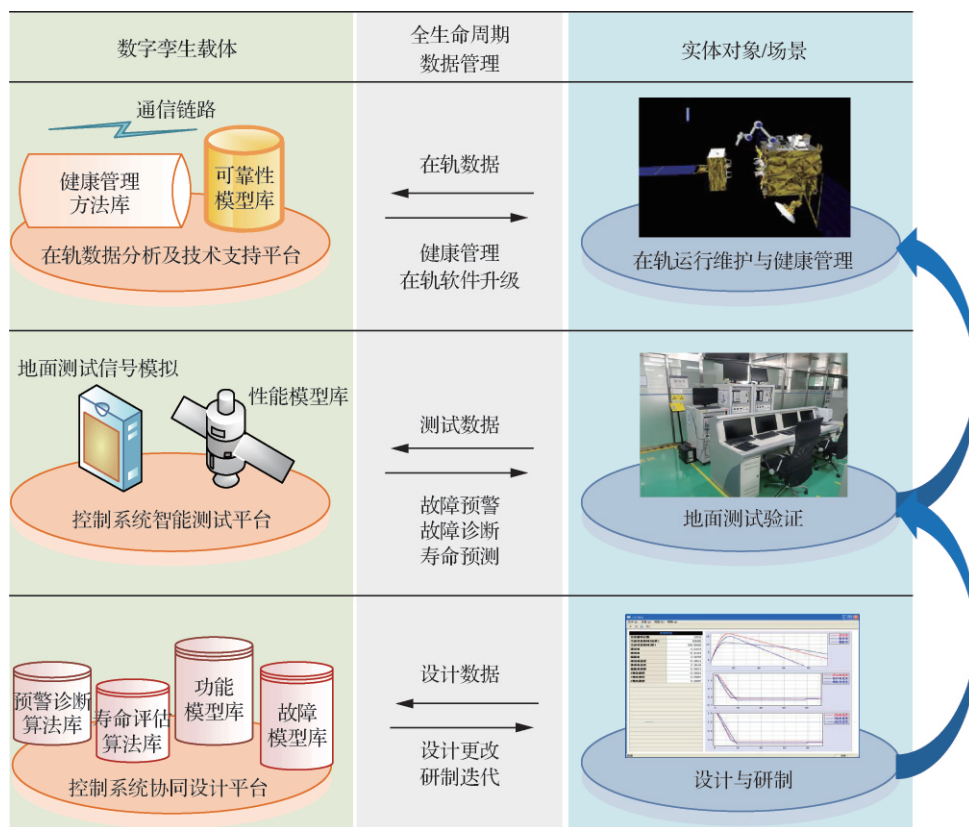 数字孪生载体
全生命周期
数据管理
实体对象/场景
通信链路
健康管理
方法库
可靠性
模型库
在轨数据分析及技术支持平台
在轨数据
健康管理
在轨软件升级
在轨运行维护与健康管理
地面测试信号模拟
性能模型库
控制系统智能测试平台
测试数据
故障预警
故障诊断
寿命预测
地面测试验证
预警诊断
算法库
寿命评估
算法库
功能
模型库
故障
模型库
控制系统协同设计平台
设计数据
设计更改
研制迭代
设计与研制